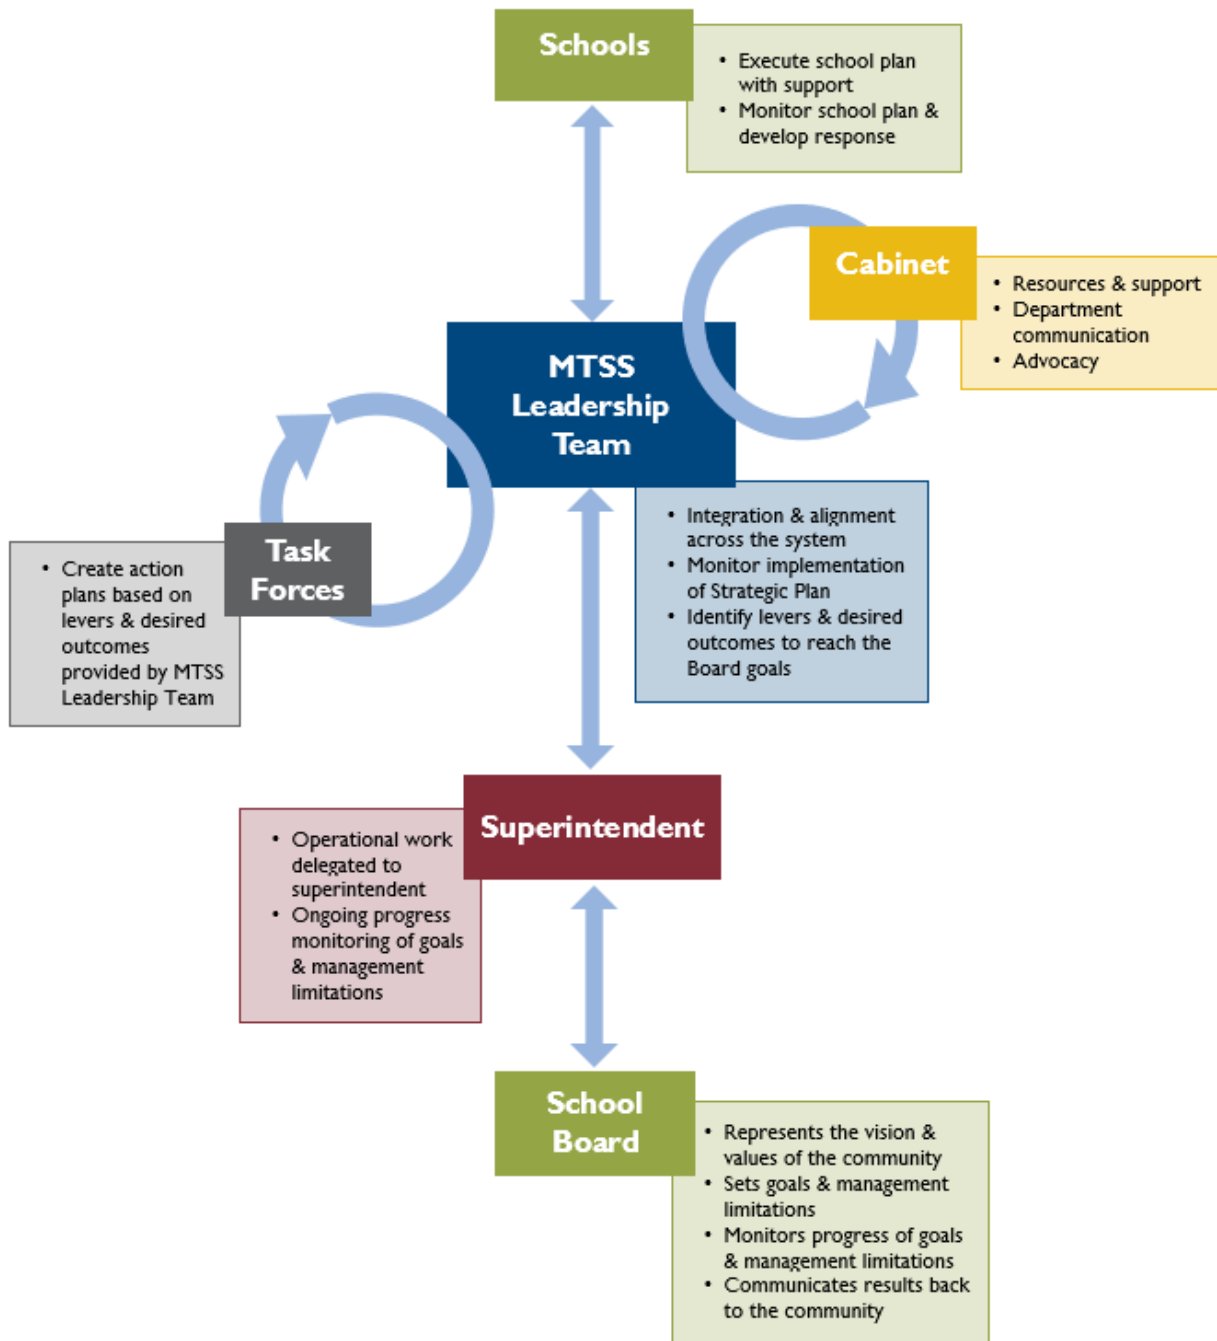 Schools
• Execute school plan
with support
• Monitor school plan &
develop response
Cabinet
• Resources & support
• Department
communication
• Advocacy
MTSS
Leadership
Team
• Integration & alignment
across the system
• Monitor implementation
of Strategic Plan
• Identify levers & desired
outcomes to reach the
Board goals
Task
Forces
• Create action
plans based on
levers & desired
outcomes
provided by MTSS
Leadership Team
Superintendent
• Operational work
delegated to
superintendent
• Ongoing progress
monitoring of goals
& management
limitations
School
Board
• Represents the vision &
values of the community
• Sets goals & management
limitations
• Monitors progress of goals
& management limitations
• Communicates results back
to the community